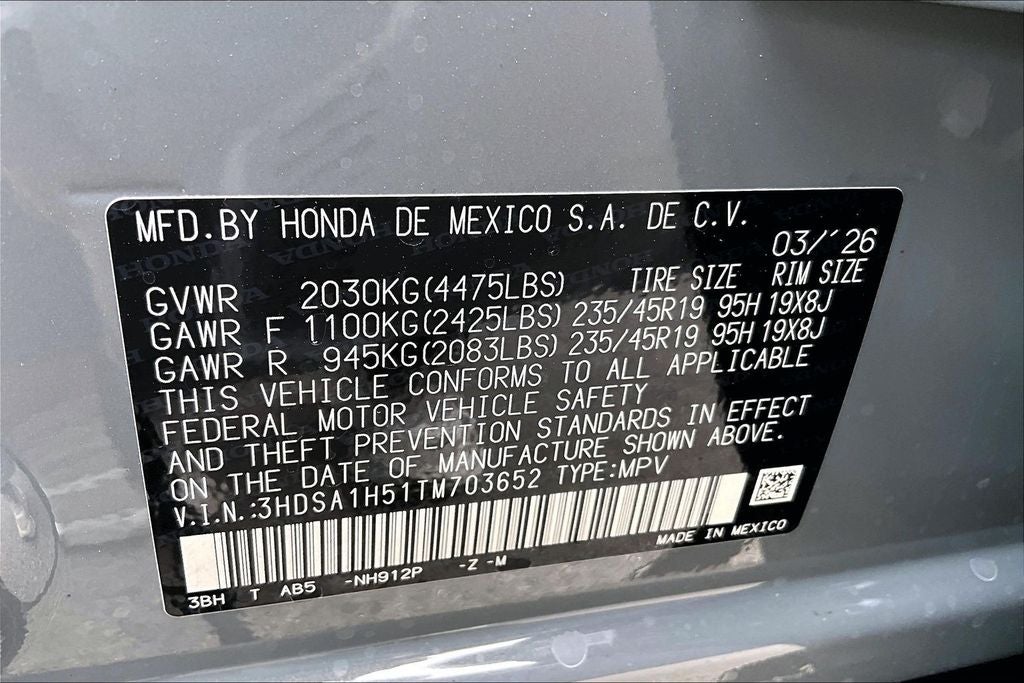 MFD.BY HONDA DE MEXICO S.A. DE C.V.
03/´26
GVWR 2030KG(4475LBS) TIRE SIZE RIM SIZE
GAWR F 1100KG(2425LBS) 235/45R19 95H 19X8J
GAWR R 945KG(2083LBS) 235/45R19 95H 19X8J
THIS VEHICLE CONFORMS TO ALL APPLICABLE
FEDERAL MOTOR VEHICLE SAFETY
AND THEFT PREVENTION STANDARDS IN EFFECT
ON THE DATE OF MANUFACTURE SHOWN ABOVE.
V.I.N.:3HDSA1H51TM703652 TYPE:MPV
MADE IN MEXICO
3BH T AB5 -NH912P -Z -M